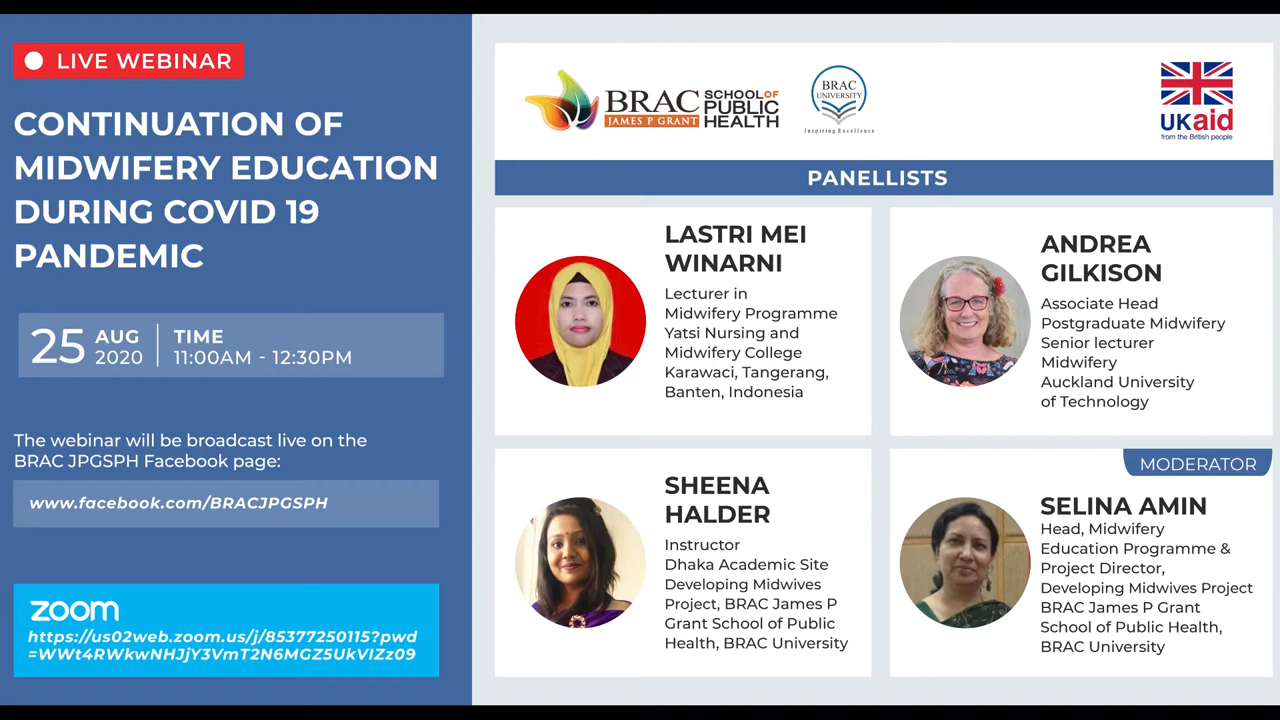 LIVE WEBINAR
CONTINUATION OF
MIDWIFERY EDUCATION
DURING COVID 19
PANDEMIC
25 AUG 2020 TIME 11:00AM - 12:30PM
The webinar will be broadcast live on the
BRAC JPGSPH Facebook page:
www.facebook.com/BRACJPGSPH
zoom
https://us02web.zoom.us/j/85377250115?pwd
=WWt4RWkwNHJjY3VmT2N6MGZ5UkVIZz09
BRAC
JAMES P GRANT
SCHOOL OF
PUBLIC
HEALTH
BRAC
UNIVERSITY
Inspiring Excellence
UKaid
from the British people
PANELLISTS
LASTRI MEI
WINARNI
Lecturer in
Midwifery Programme
Yatsi Nursing and
Midwifery College
Karawaci, Tangerang,
Banten, Indonesia
ANDREA
GILKISON
Associate Head
Postgraduate Midwifery
Senior lecturer
Midwifery
Auckland University
of Technology
SHEENA
HALDER
Instructor
Dhaka Academic Site
Developing Midwives
Project, BRAC James P
Grant School of Public
Health, BRAC University
MODERATOR
SELINA AMIN
Head, Midwifery
Education Programme &
Project Director,
Developing Midwives Project
BRAC James P Grant
School of Public Health,
BRAC University